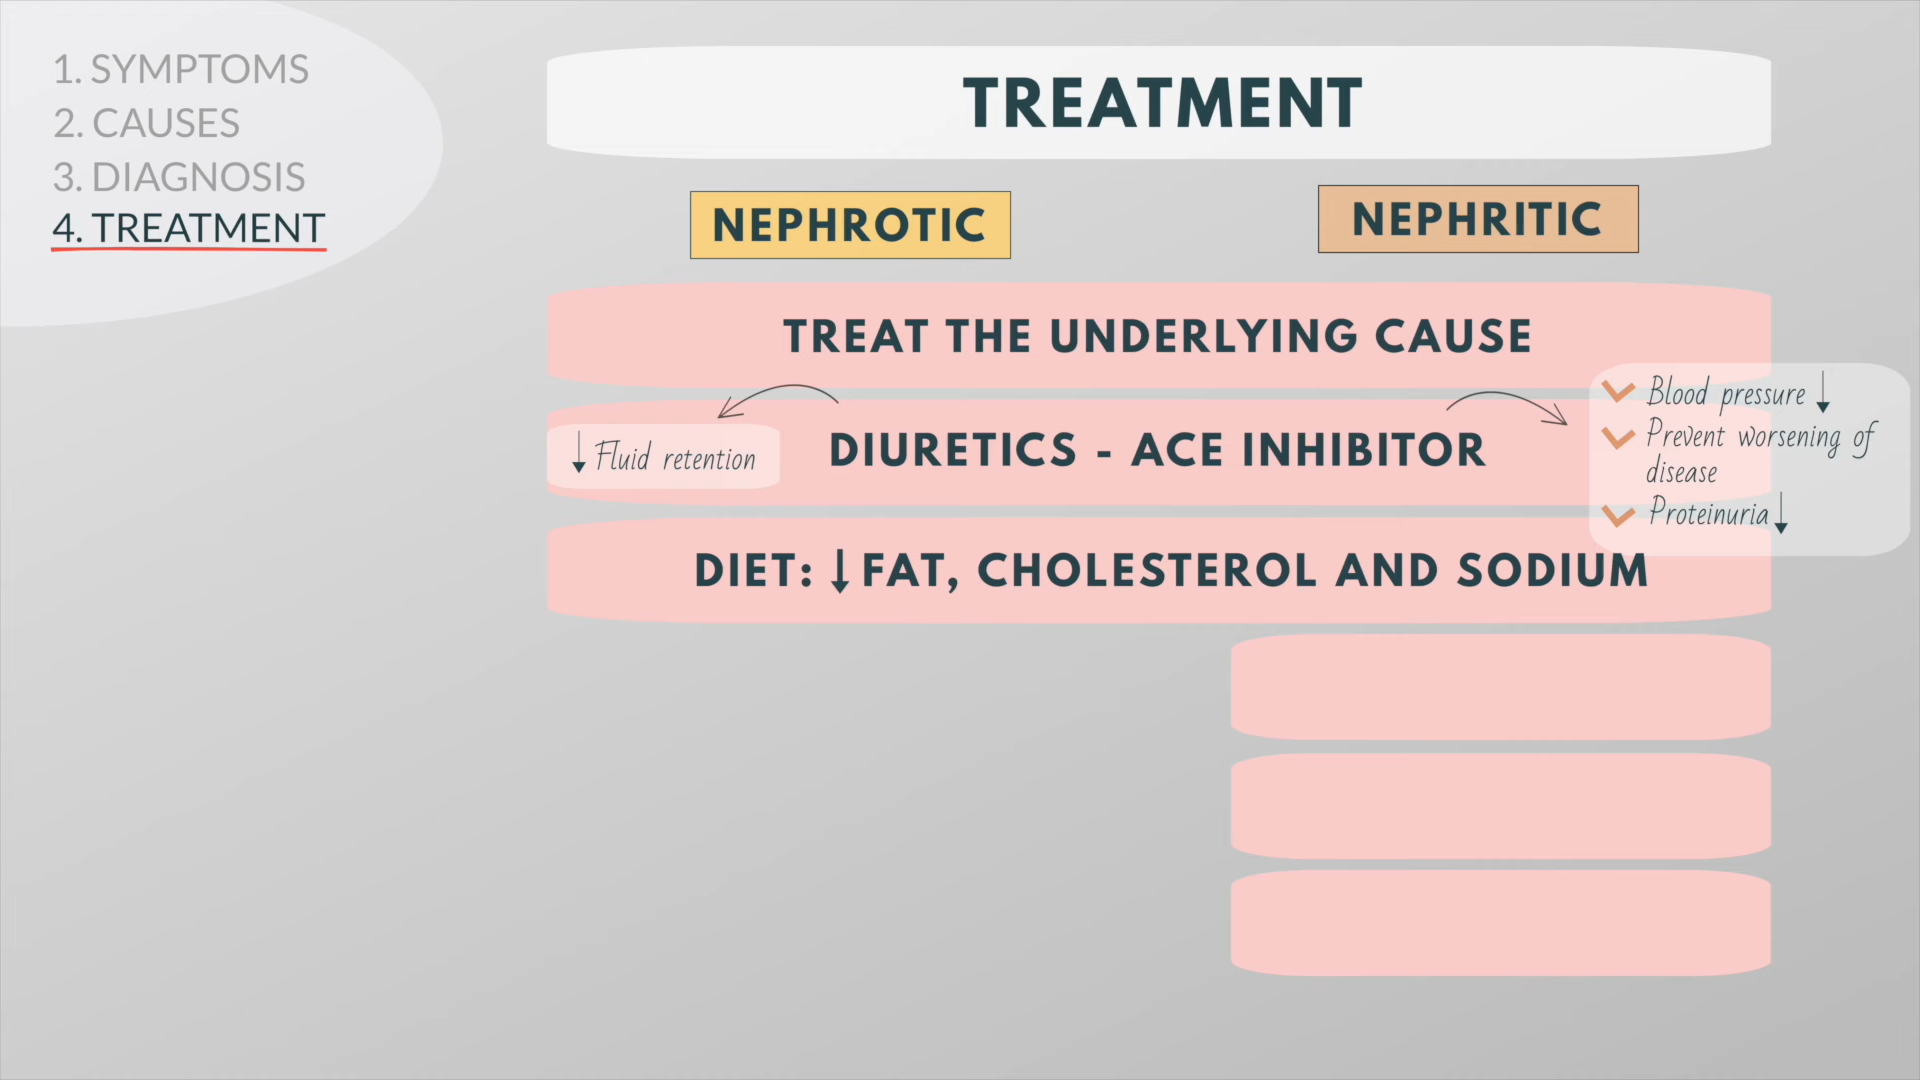 1. SYMPTOMS
2. CAUSES
3. DIAGNOSIS
4. TREATMENT
TREATMENT
NEPHROTIC
NEPHRITIC
TREAT THE UNDERLYING CAUSE
↓ Fluid retention
DIURETICS - ACE INHIBITOR
Blood pressure ↓
Prevent worsening of
disease
Proteinuria ↓
DIET: ↓ FAT, CHOLESTEROL AND SODIUM